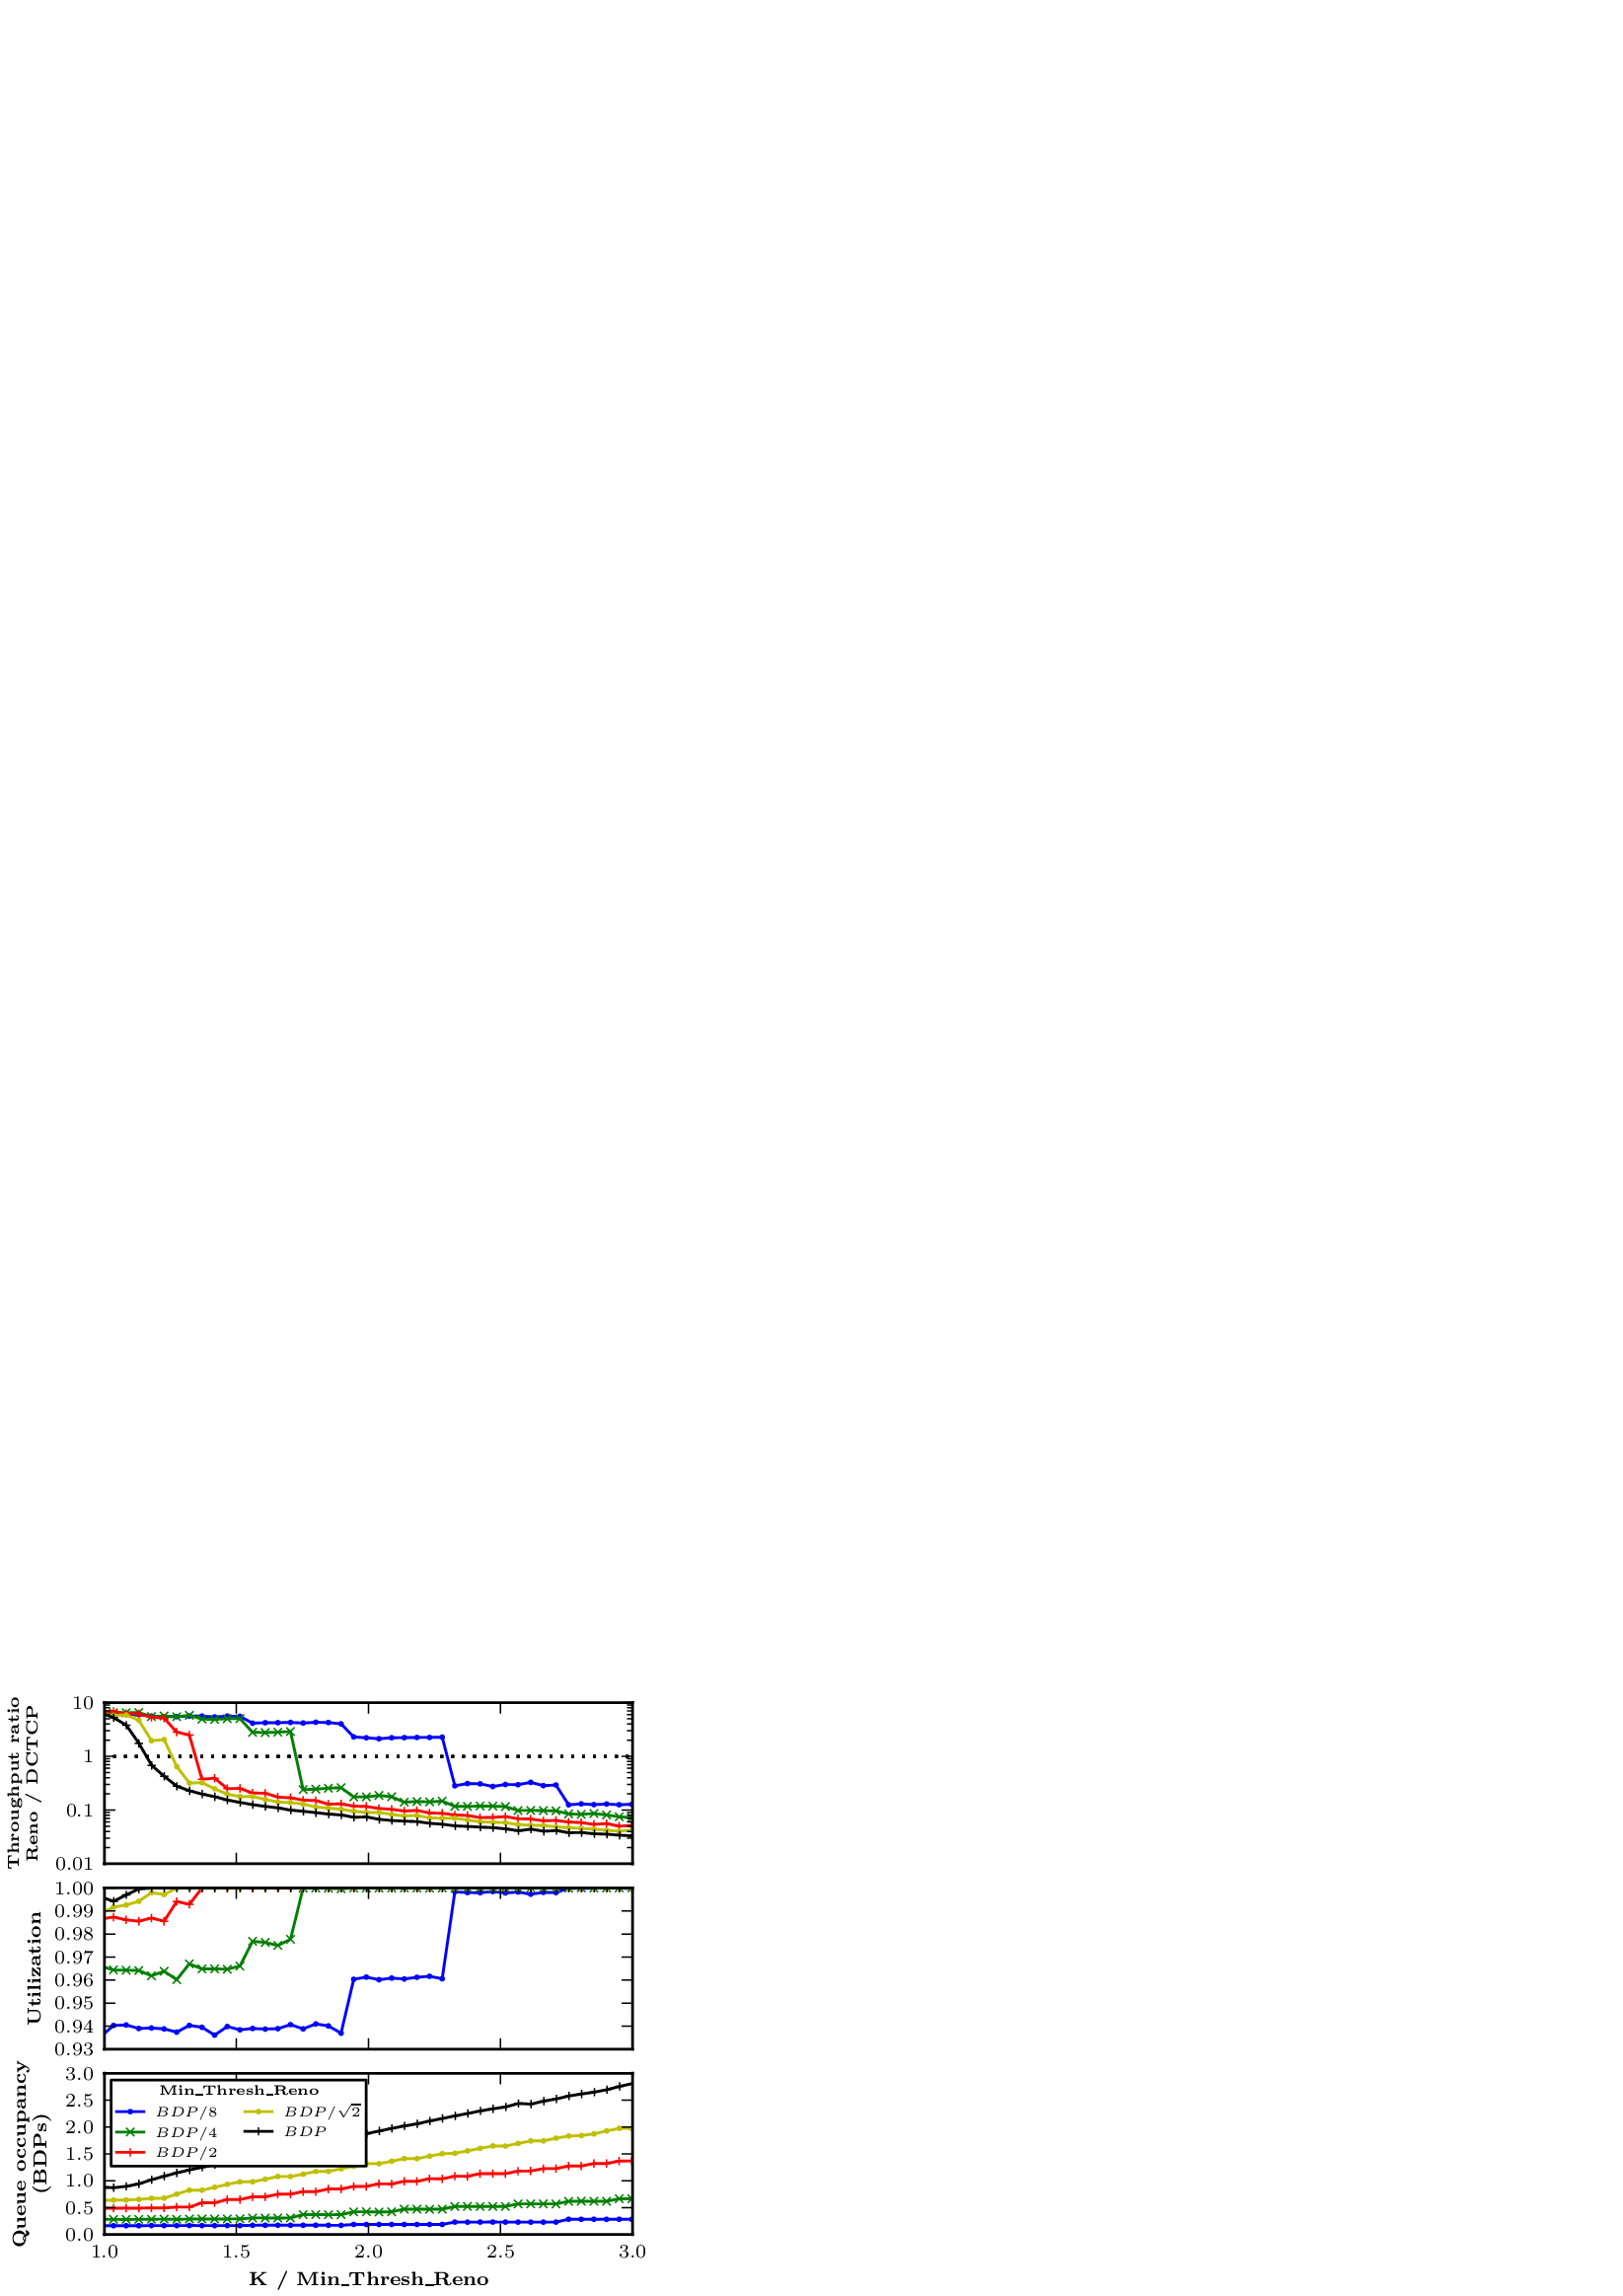 Throughput ratio
Reno / DCTCP
10
1
0.1
0.01
Utilization
1.00
0.99
0.98
0.97
0.96
0.95
0.94
0.93
Queue occupancy
(BDPs)
3.0
2.5
2.0
1.5
1.0
0.5
0.0
Min_Thresh_Reno
BDP/8
BDP/4
BDP/2
BDP/√2
BDP
1.0 1.5 2.0 2.5 3.0
K / Min_Thresh_Reno